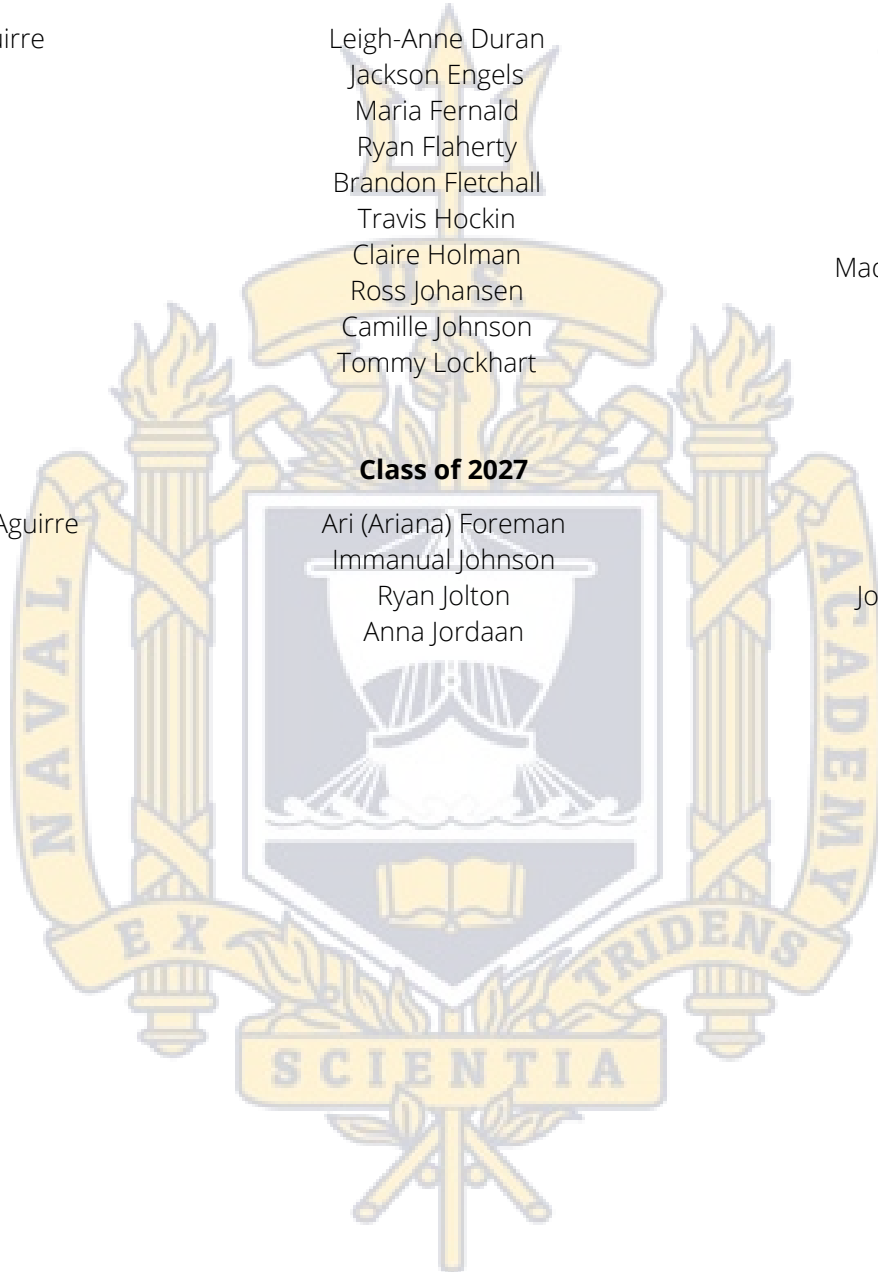 Leigh-Anne Duran
Jackson Engels
Maria Fernald
Ryan Flaherty
Brandon Fletchall
Travis Hockin
Claire Holman
Ross Johansen
Camille Johnson
Tommy Lockhart
Class of 2027
Aguirre
Ari (Ariana) Foreman
Immanual Johnson
Ryan Jolton
Anna Jordaan
U. S.
NAVAL
ACADEMY
EX
TRIDENS
SCIENTIA